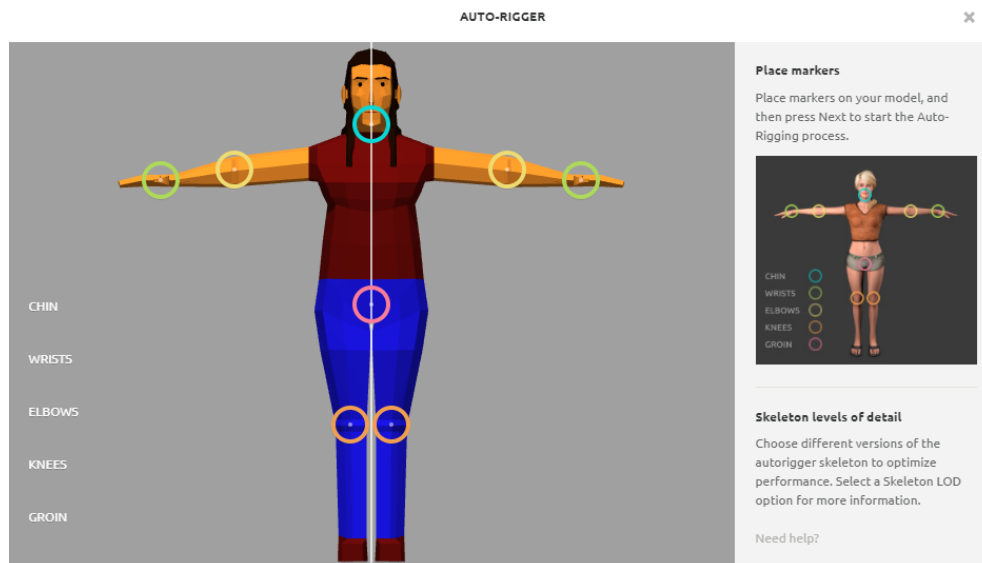 AUTO-RIGGER
CHIN
WRISTS
ELBOWS
KNEES
GROIN
Place markers
Place markers on your model, and
then press Next to start the Auto-
Rigging process.
CHIN
WRISTS
ELBOWS
KNEES
GROIN
Skeleton levels of detail
Choose different versions of the
autorigger skeleton to optimize
performance. Select a Skeleton LOD
option for more information.
Need help?